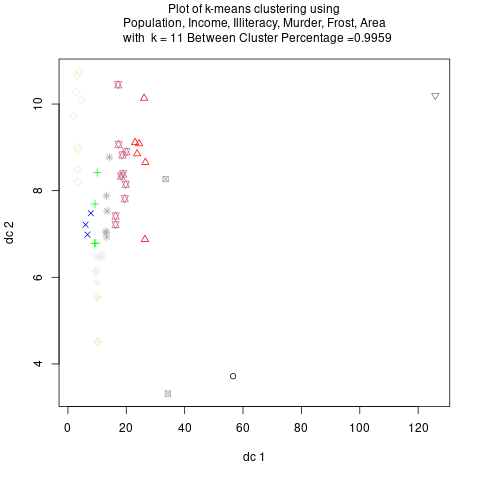 Plot of k-means clustering using
Population, Income, Illiteracy, Murder, Frost, Area
with k = 11 Between Cluster Percentage =0.9959
10
8
6
4
dc 2
0 20 40 60 80 100 120
dc 1